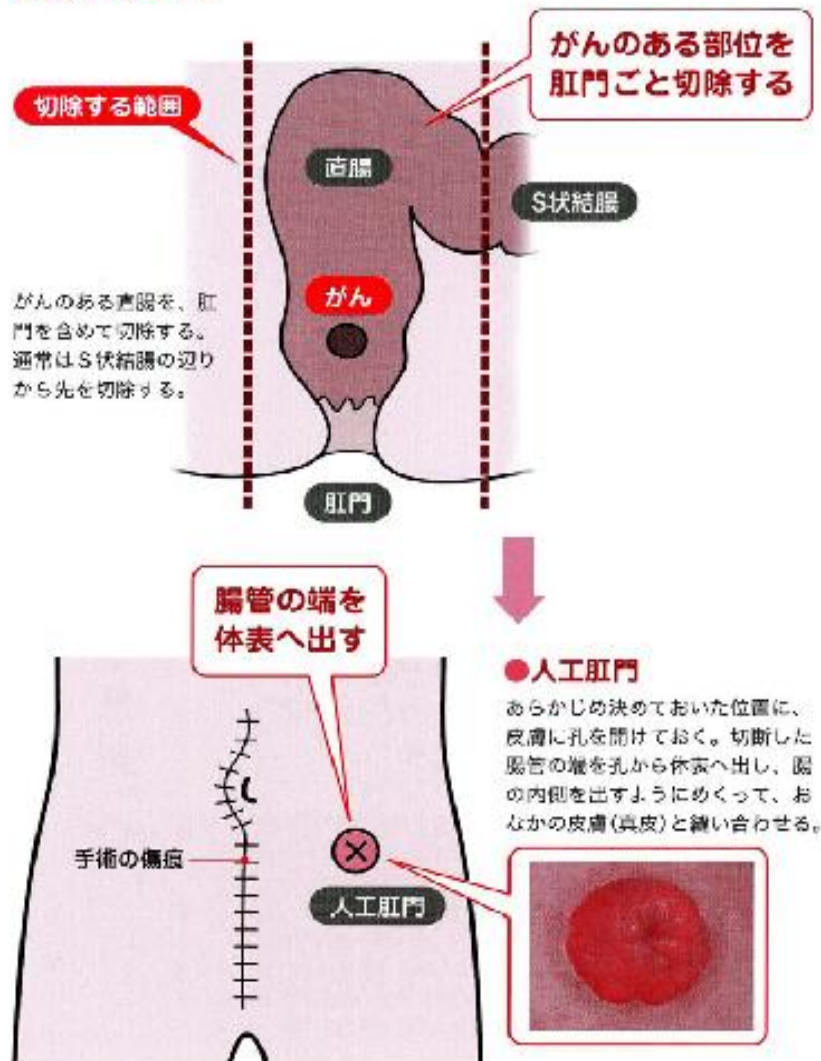 がんのある部位を
肛門ごと切除する
切除する範囲
直腸
S状結腸
がん
がんのある直腸を、肛
門を含めて切除する。
通常はS状結腸の辺り
から先を切除する。
肛門
腸管の端を
体表へ出す
●人工肛門
あらかじめ決めておいた位置に、
皮膚に孔を開けておく。切断した
腸管の端を孔から体表へ出し、腸
の内側を出すようにめくって、お
なかの皮膚(真皮)と縫い合わせる。
手術の傷痕
人工肛門